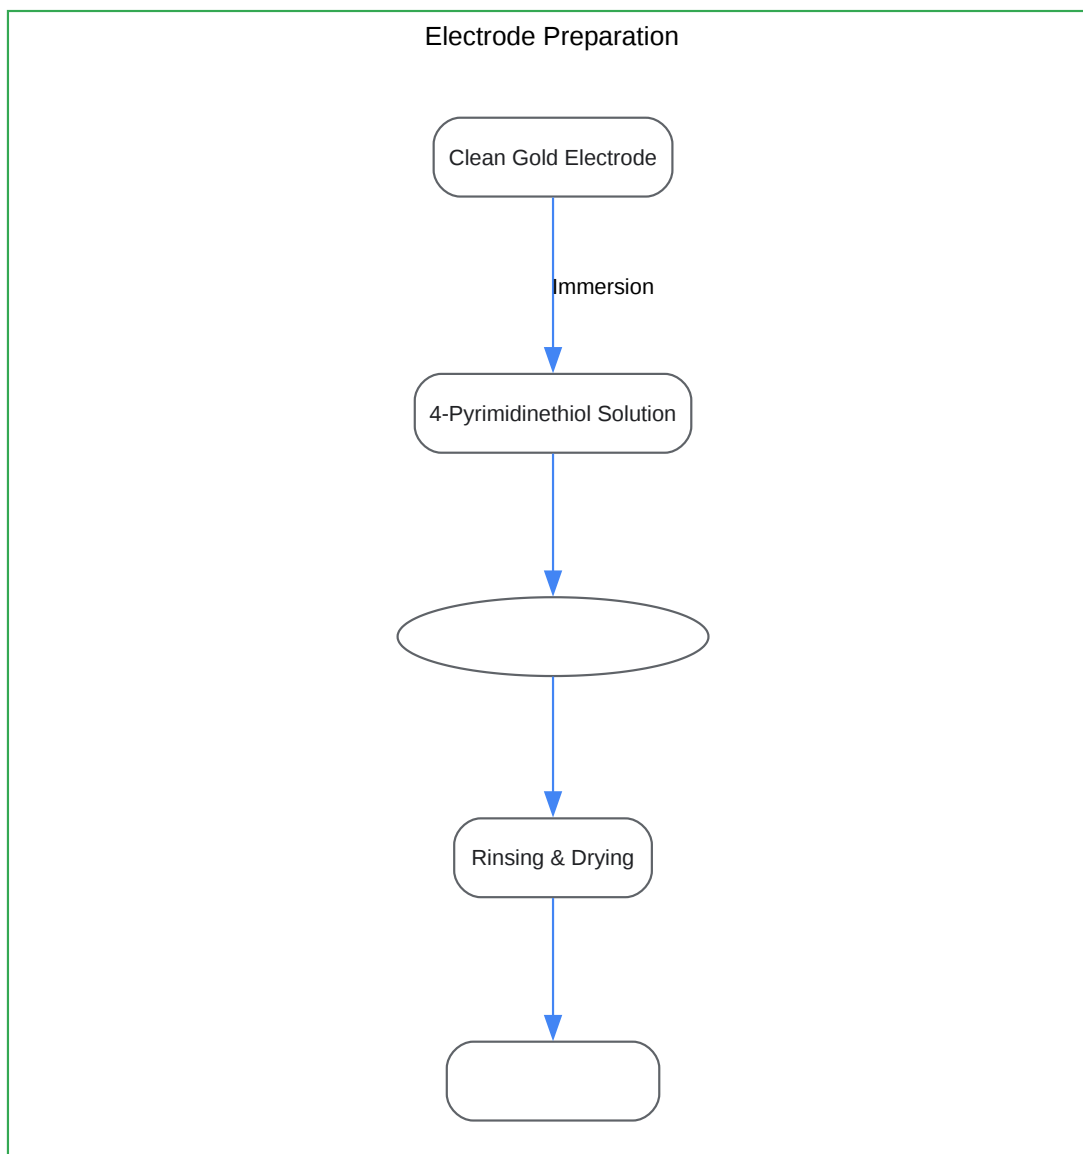 Electrode Preparation
Clean Gold Electrode
Immersion
4-Pyrimidinethiol Solution
Rinsing & Drying